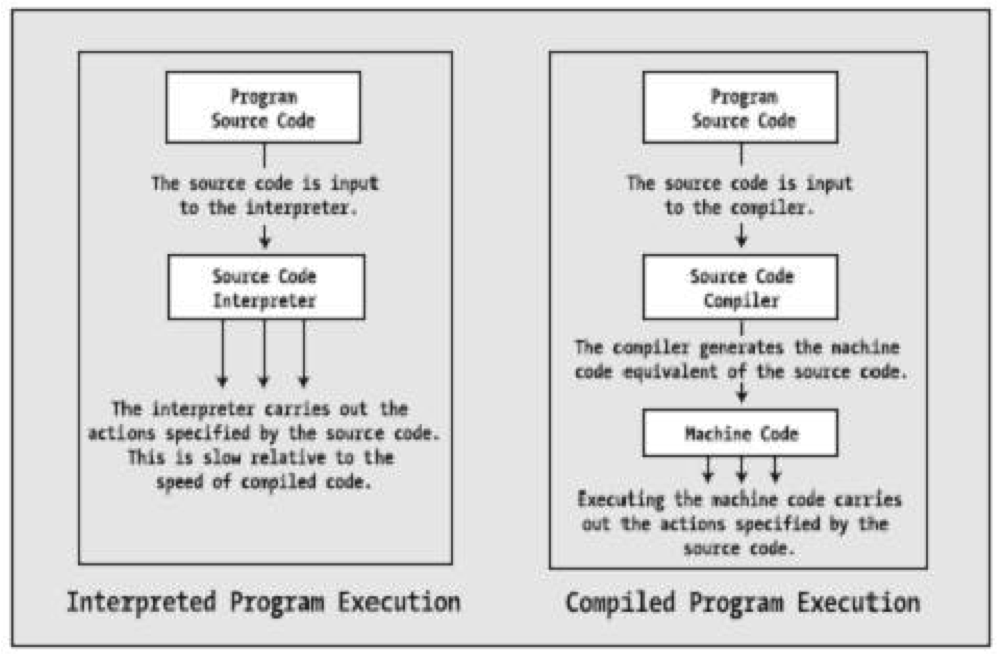 Program
Source Code
The source code is input
to the interpreter.
Source Code
Interpreter
The interpreter carries out the
actions specified by the source code.
This is slow relative to the
speed of compiled code.
Interpreted Program Execution
Program
Source Code
The source code is input
to the compiler.
Source Code
Compiler
The compiler generates the machine
code equivalent of the source code.
Machine Code
Executing the machine code carries
out the actions specified by the
source code.
Compiled Program Execution